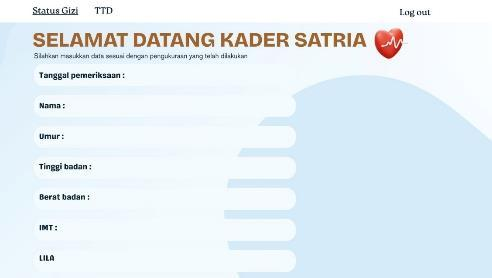 Status Gizi TTD Log out
SELAMAT DATANG KADER SATRIA
Silahkan masukkan data sesuai dengan pengukuraan yang telah dilakukan
Tanggal pemeriksaan :
Nama :
Umur :
Tinggi badan :
Berat badan :
IMT :
LILA